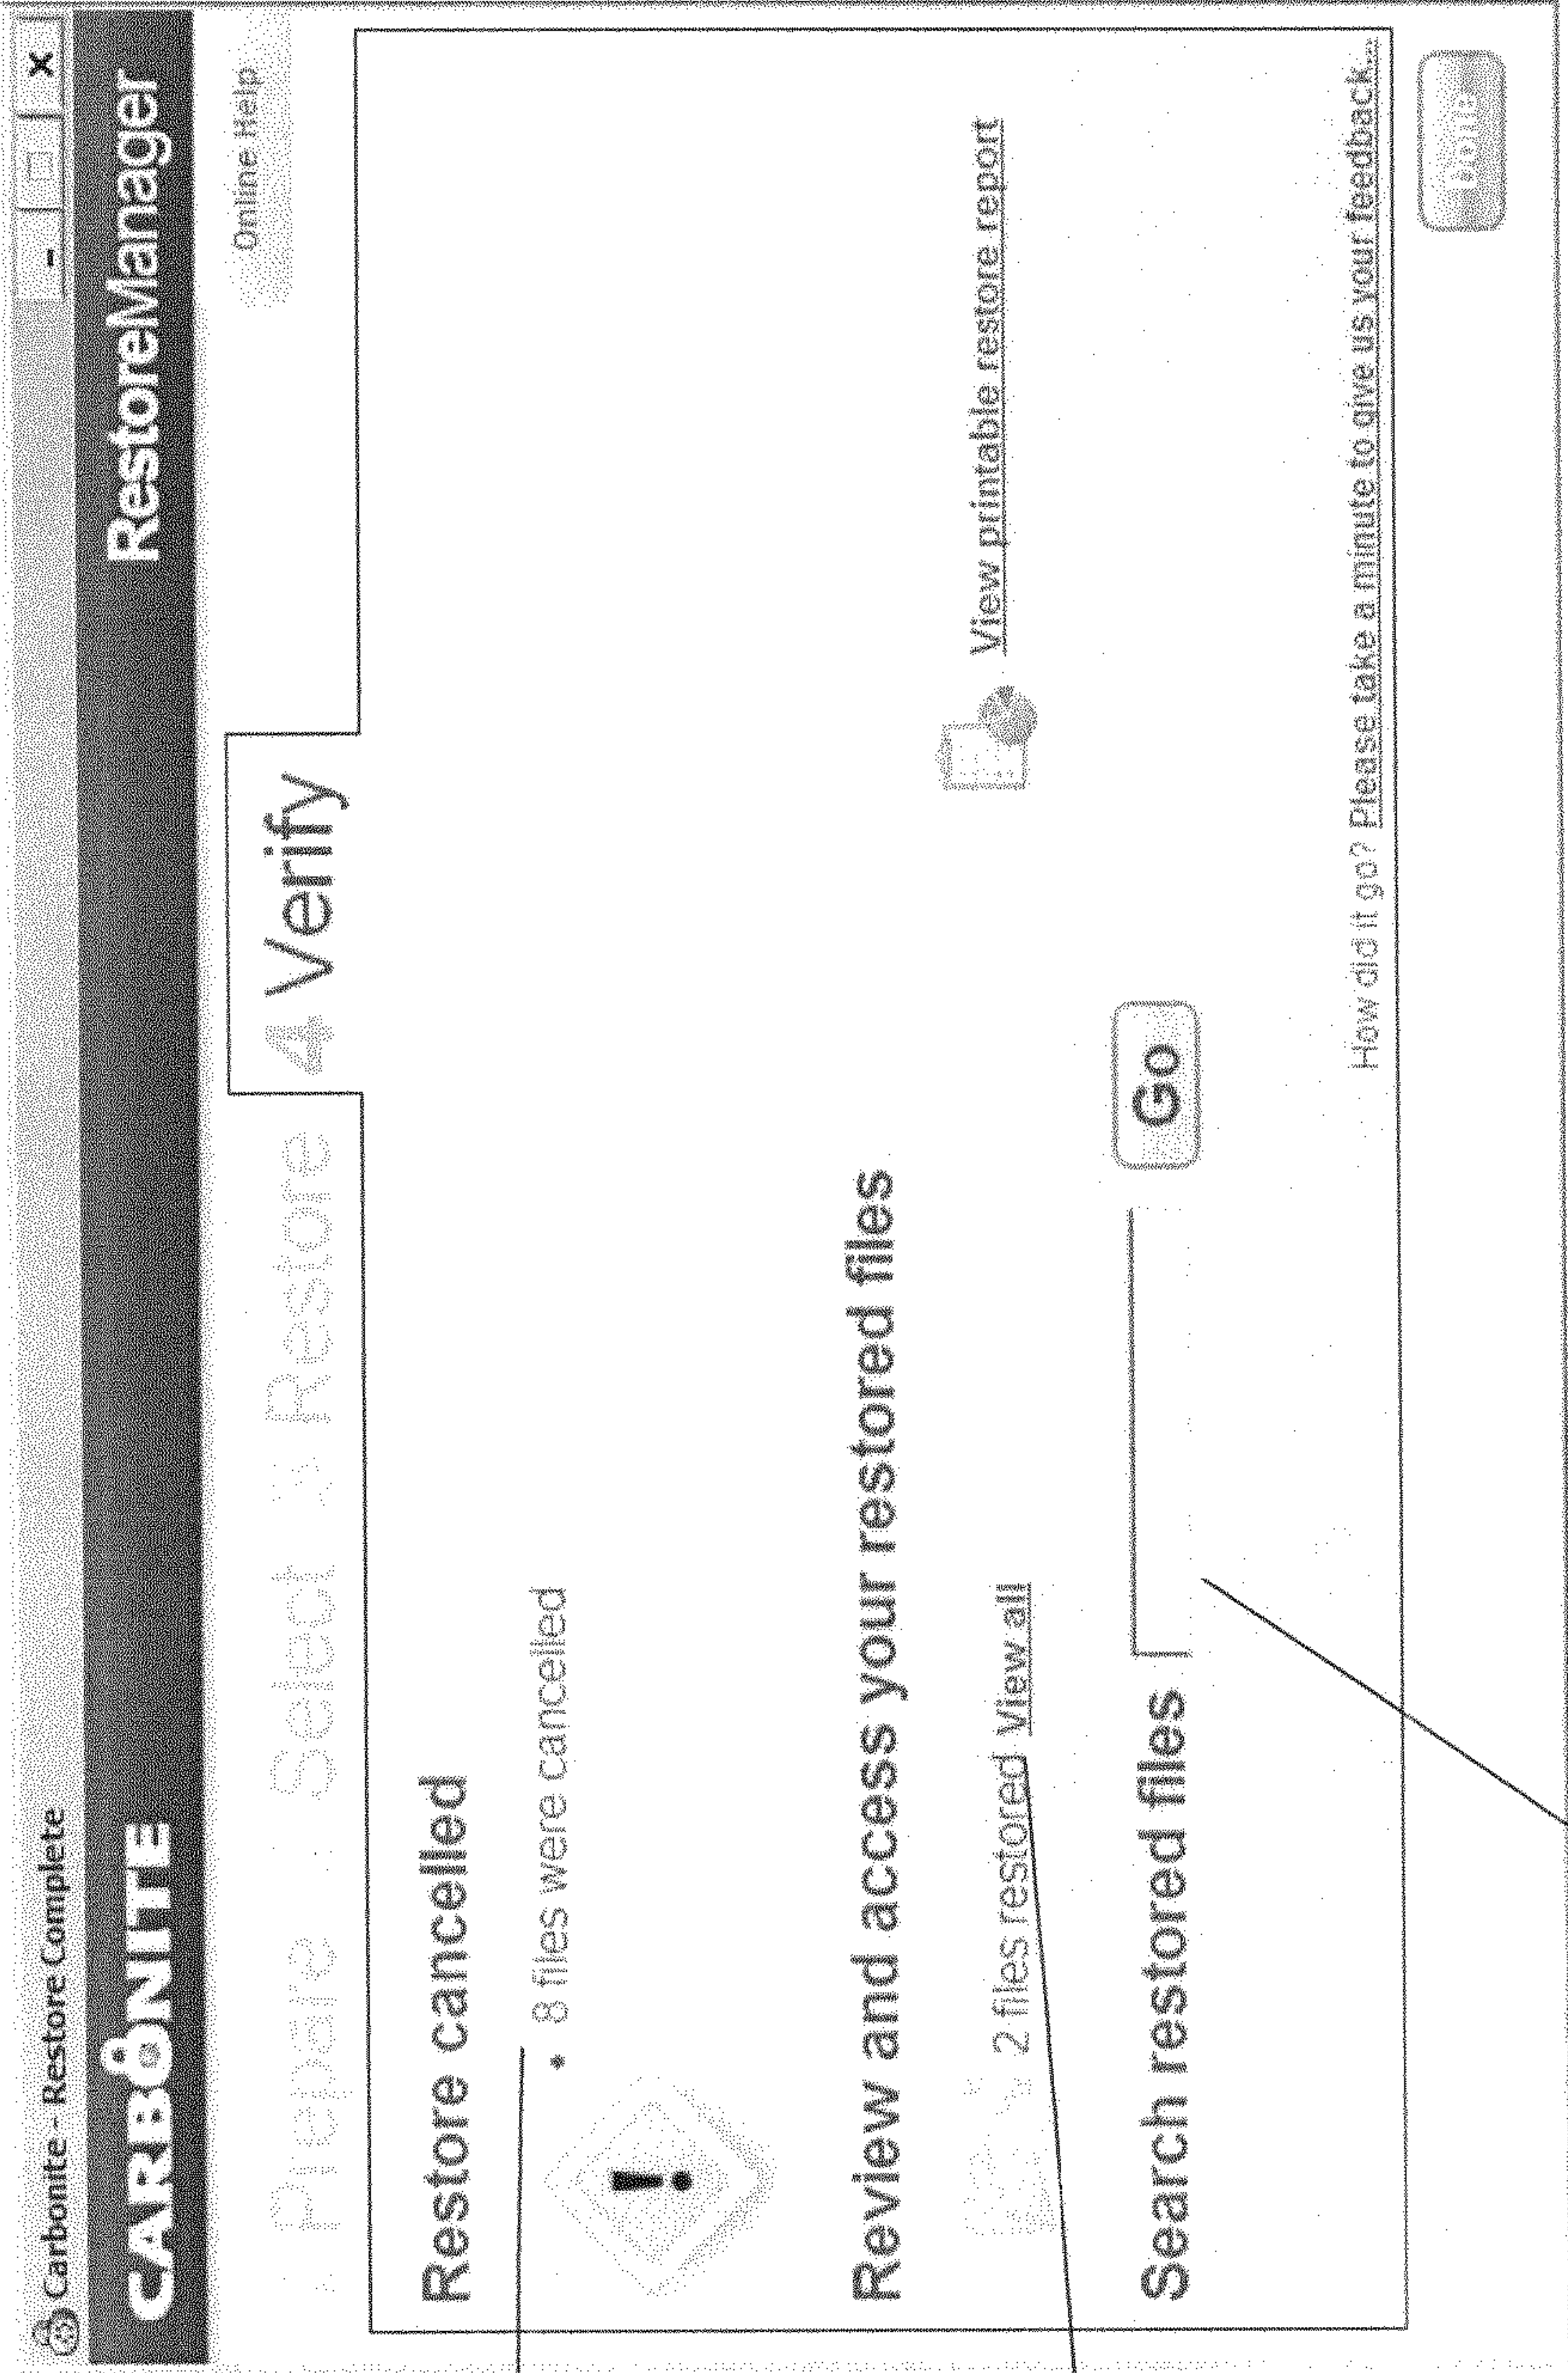 Carbonite - Restore Complete
CARBONITE RestoreManager
Online Help
Prepare Select Restore 4 Verify
Restore cancelled
• 8 files were cancelled
Review and access your restored files
2 files restored View all
View printable restore report
Search restored files Go
How did it go? Please take a minute to give us your feedback...
Done